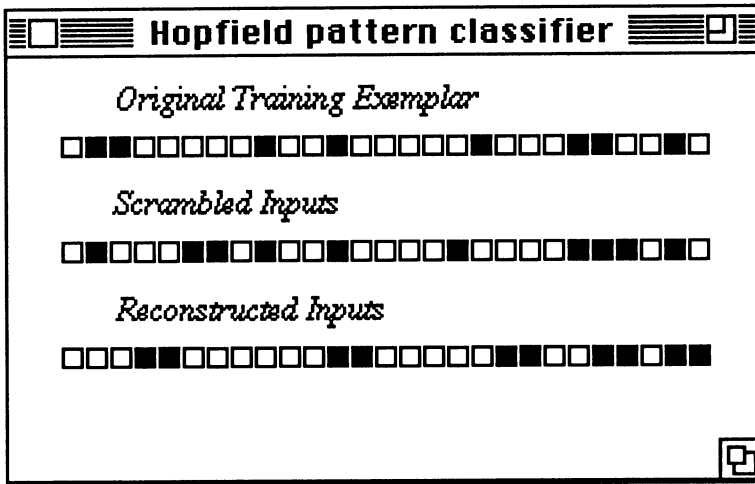 Hopfield pattern classifier
Original Training Exemplar
Scrambled Inputs
Reconstructed Inputs